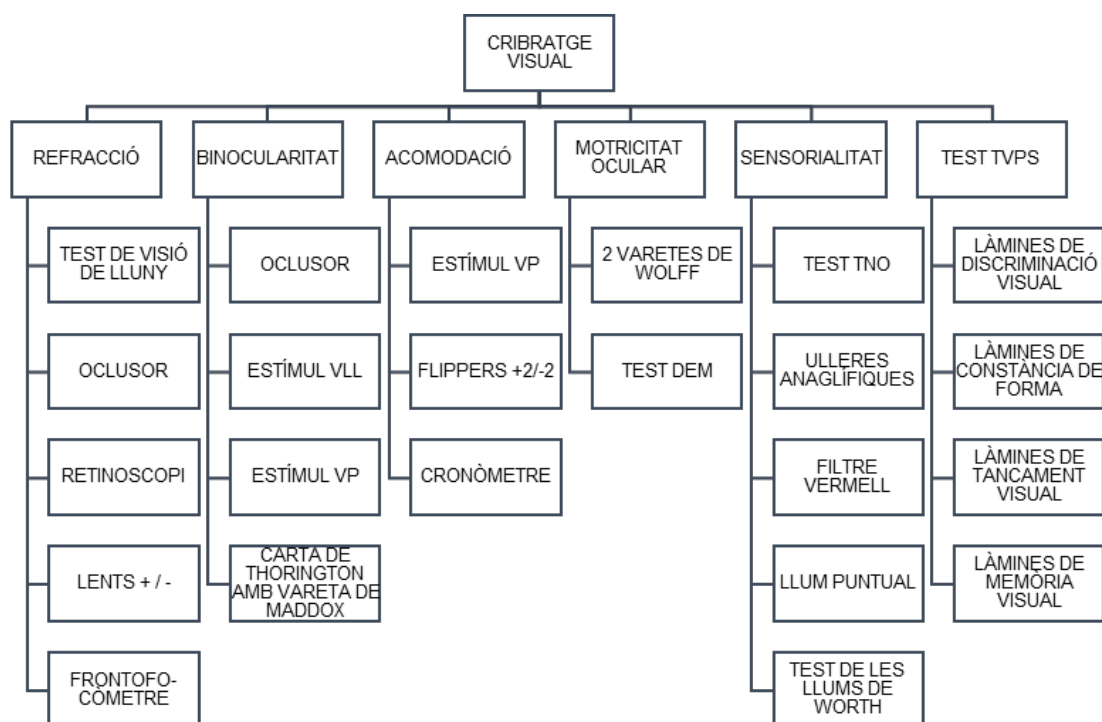 CRIBRATGE
VISUAL
REFRACCIÓ
BINOCULARITAT
ACOMODACIÓ
MOTRICITAT
OCULAR
SENSORIALITAT
TEST TVPS
TEST DE VISIÓ
DE LLUNY
OCLUSOR
RETINOSCOPI
LENTS + / -
FRONTOFO-
CÒMETRE
OCLUSOR
ESTÍMUL VLL
ESTÍMUL VP
CARTA DE
THORINGTON
AMB VARETA DE
MADDOX
ESTÍMUL VP
FLIPPERS +2/-2
CRONÒMETRE
2 VARETES DE
WOLFF
TEST DEM
TEST TNO
ULLERES
ANAGLÍFIQUES
FILTRE
VERMELL
LLUM PUNTUAL
TEST DE LES
LLUMS DE
WORTH
LÀMINES DE
DISCRIMINACIÓ
VISUAL
LÀMINES DE
CONSTÀNCIA DE
FORMA
LÀMINES DE
TANCAMENT
VISUAL
LÀMINES DE
MEMÒRIA
VISUAL